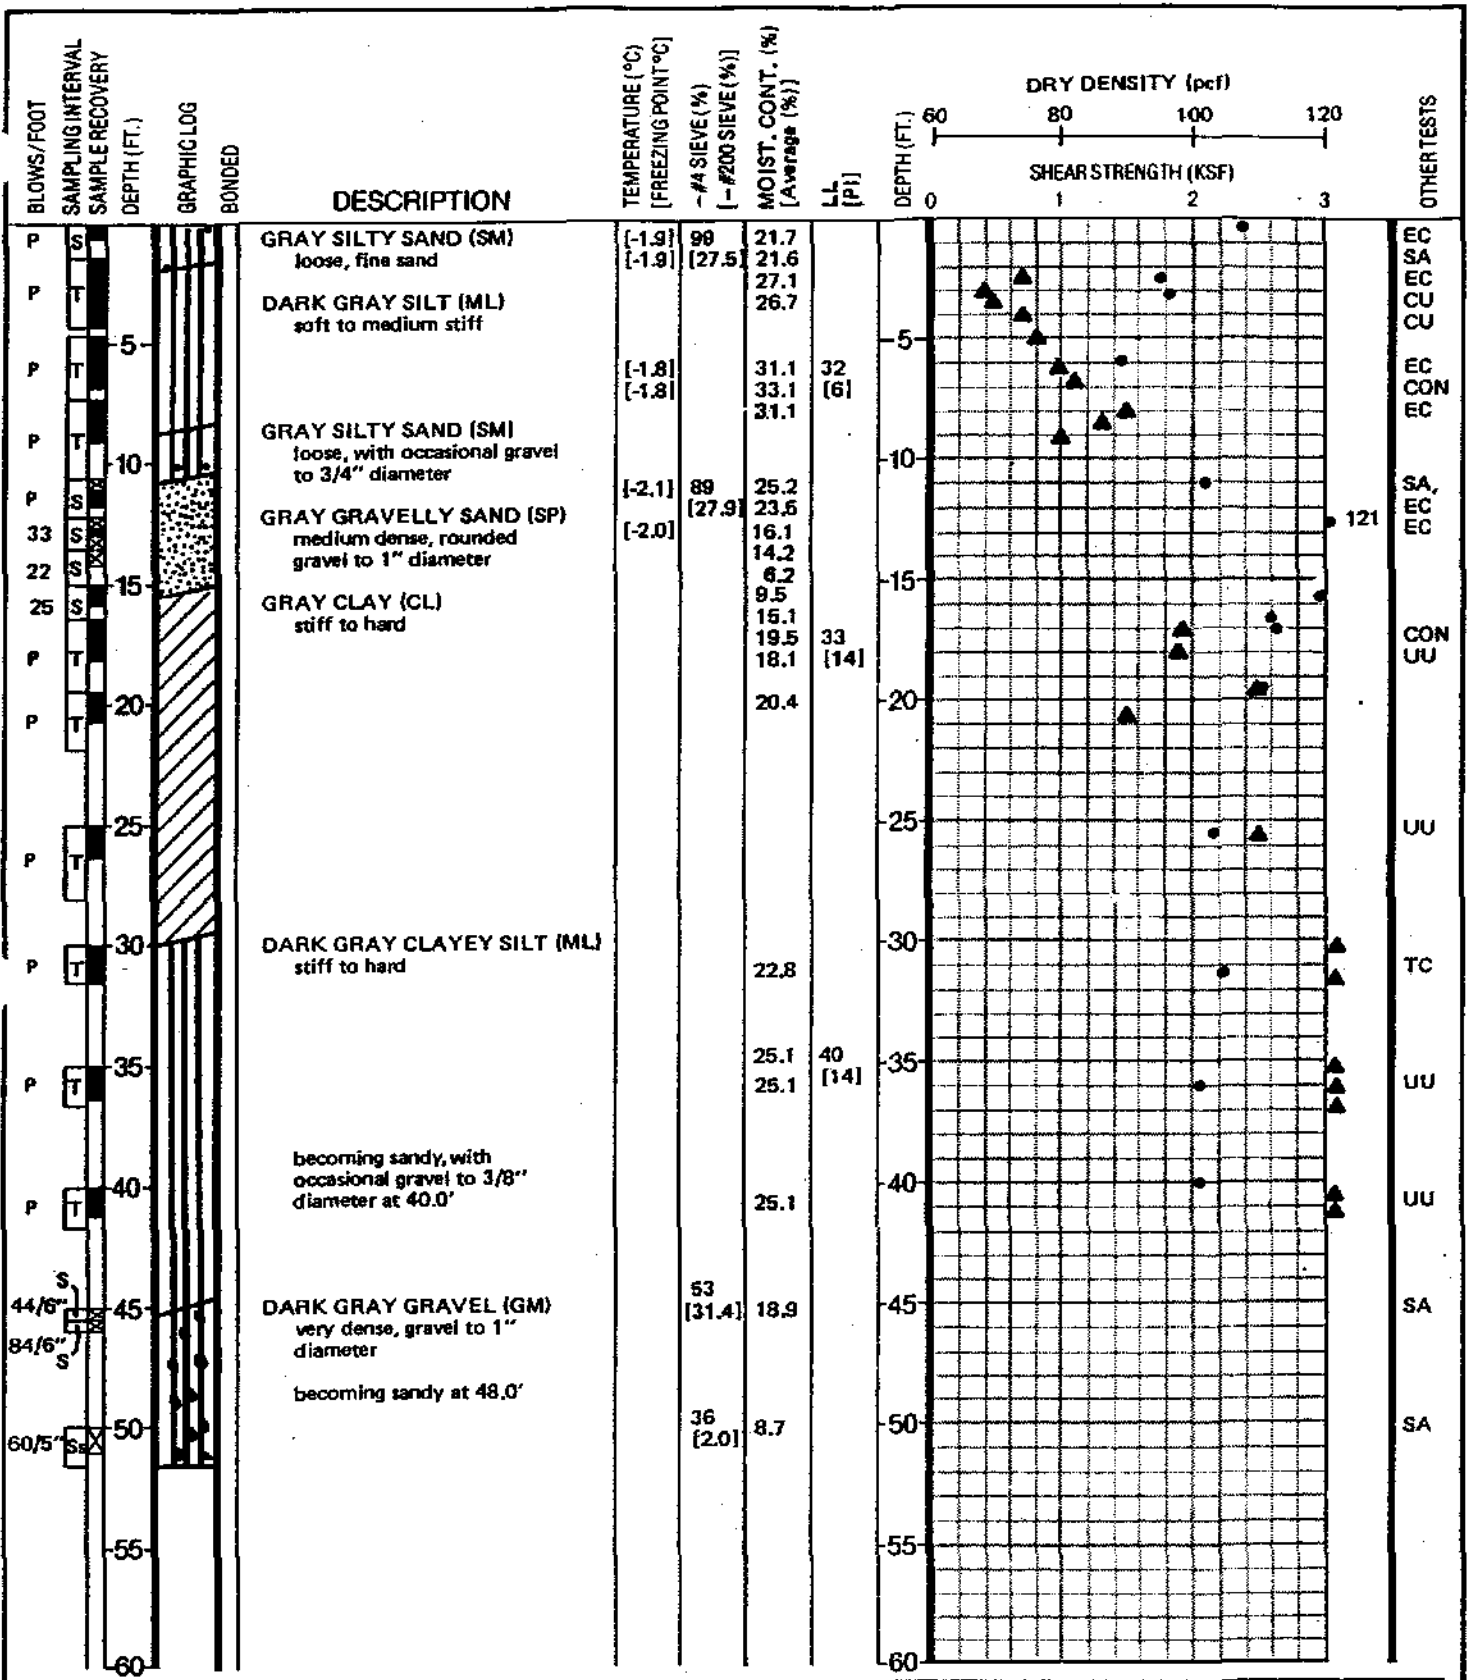 BLOWS/FOOT
SAMPLING INTERVAL
SAMPLE RECOVERY
DEPTH (FT.)
GRAPHIC LOG
BONDED
DESCRIPTION
TEMPERATURE (°C)
[FREEZING POINT °C]
-#4 SIEVE (%)
[-#200 SIEVE (%)]
MOIST. CONT. (%)
[Average (%)]
LL
[PI]
DEPTH (FT.)
DRY DENSITY (pcf)
60 80 100 120
SHEAR STRENGTH (KSF)
0 1 2 3
OTHER TESTS
P S GRAY SILTY SAND (SM) [-1.9] 99 21.7 EC
loose, fine sand [-1.9] [27.5] 21.6 SA
27.1 EC
P T DARK GRAY SILT (ML) 26.7 CU
soft to medium stiff CU
5 5
P T [-1.8] 31.1 32 EC
[-1.8] 33.1 [6] CON
31.1 EC
P T GRAY SILTY SAND (SM)
loose, with occasional gravel
10 to 3/4" diameter 10
P S [-2.1] 89 25.2 SA,
[27.9] 23.6 EC
33 S GRAY GRAVELLY SAND (SP) 121
medium dense, rounded [-2.0] 16.1 EC
gravel to 1" diameter 14.2
22 S 6.2
15 15
25 S GRAY CLAY (CL) 9.5
stiff to hard 15.1
19.5 33 CON
P T 18.1 [14] UU
20 20.4 20
P T
25 25 UU
P T
30 DARK GRAY CLAYEY SILT (ML) 30
P T stiff to hard 22.8 TC
35 25.1 40 35
P T 25.1 [14] UU
becoming sandy, with
occasional gravel to 3/8"
40 diameter at 40.0' 40
P T 25.1 UU
S 53
44/6" 45 DARK GRAY GRAVEL (GM) [31.4] 18.9 45 SA
very dense, gravel to 1"
84/6" diameter
S
becoming sandy at 48.0'
50 36 8.7 50 SA
60/5" Ss [2.0]
55 55
60 60